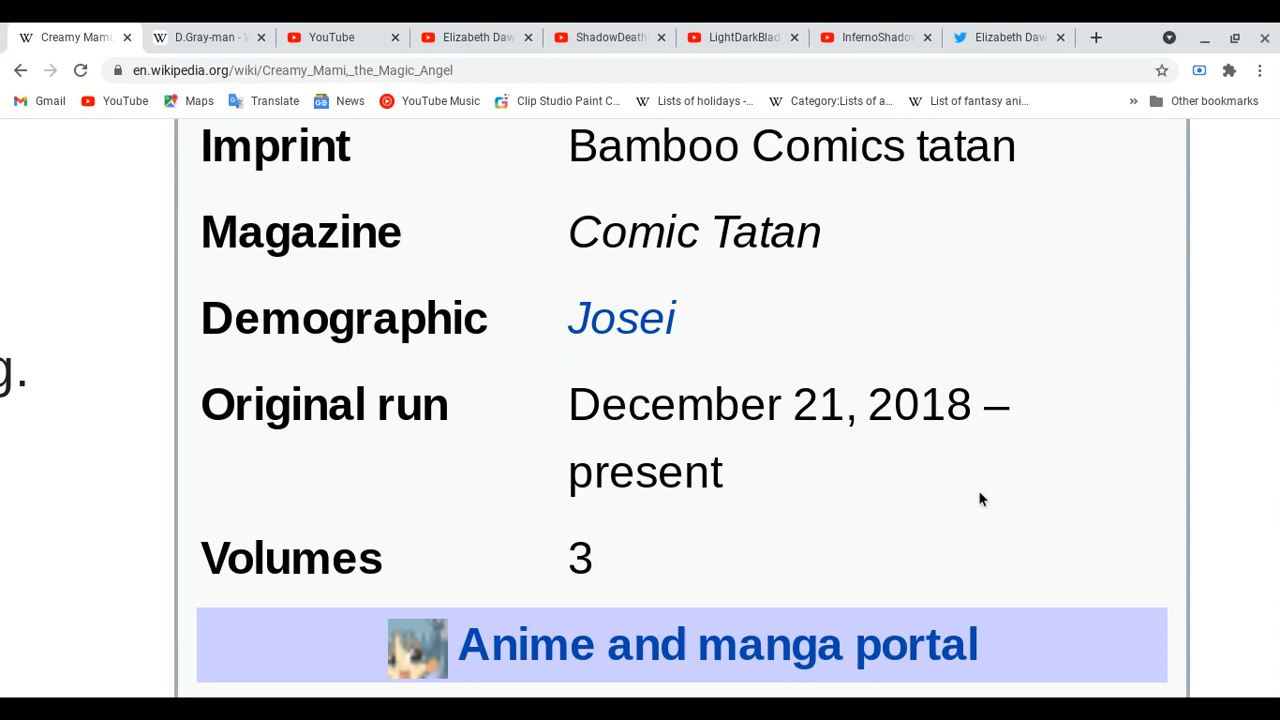 Creamy Mami, D.Gray-man - YouTube Elizabeth Daw ShadowDeath LightDarkBlad InfernoShadow Elizabeth Daw
en.wikipedia.org/wiki/Creamy_Mami,_the_Magic_Angel
Gmail YouTube Maps Translate News YouTube Music Clip Studio Paint C... Lists of holidays -... Category:Lists of a... List of fantasy ani... » Other bookmarks
Imprint Bamboo Comics tatan
Magazine Comic Tatan
Demographic Josei
g.
Original run December 21, 2018 –
present
Volumes 3
Anime and manga portal